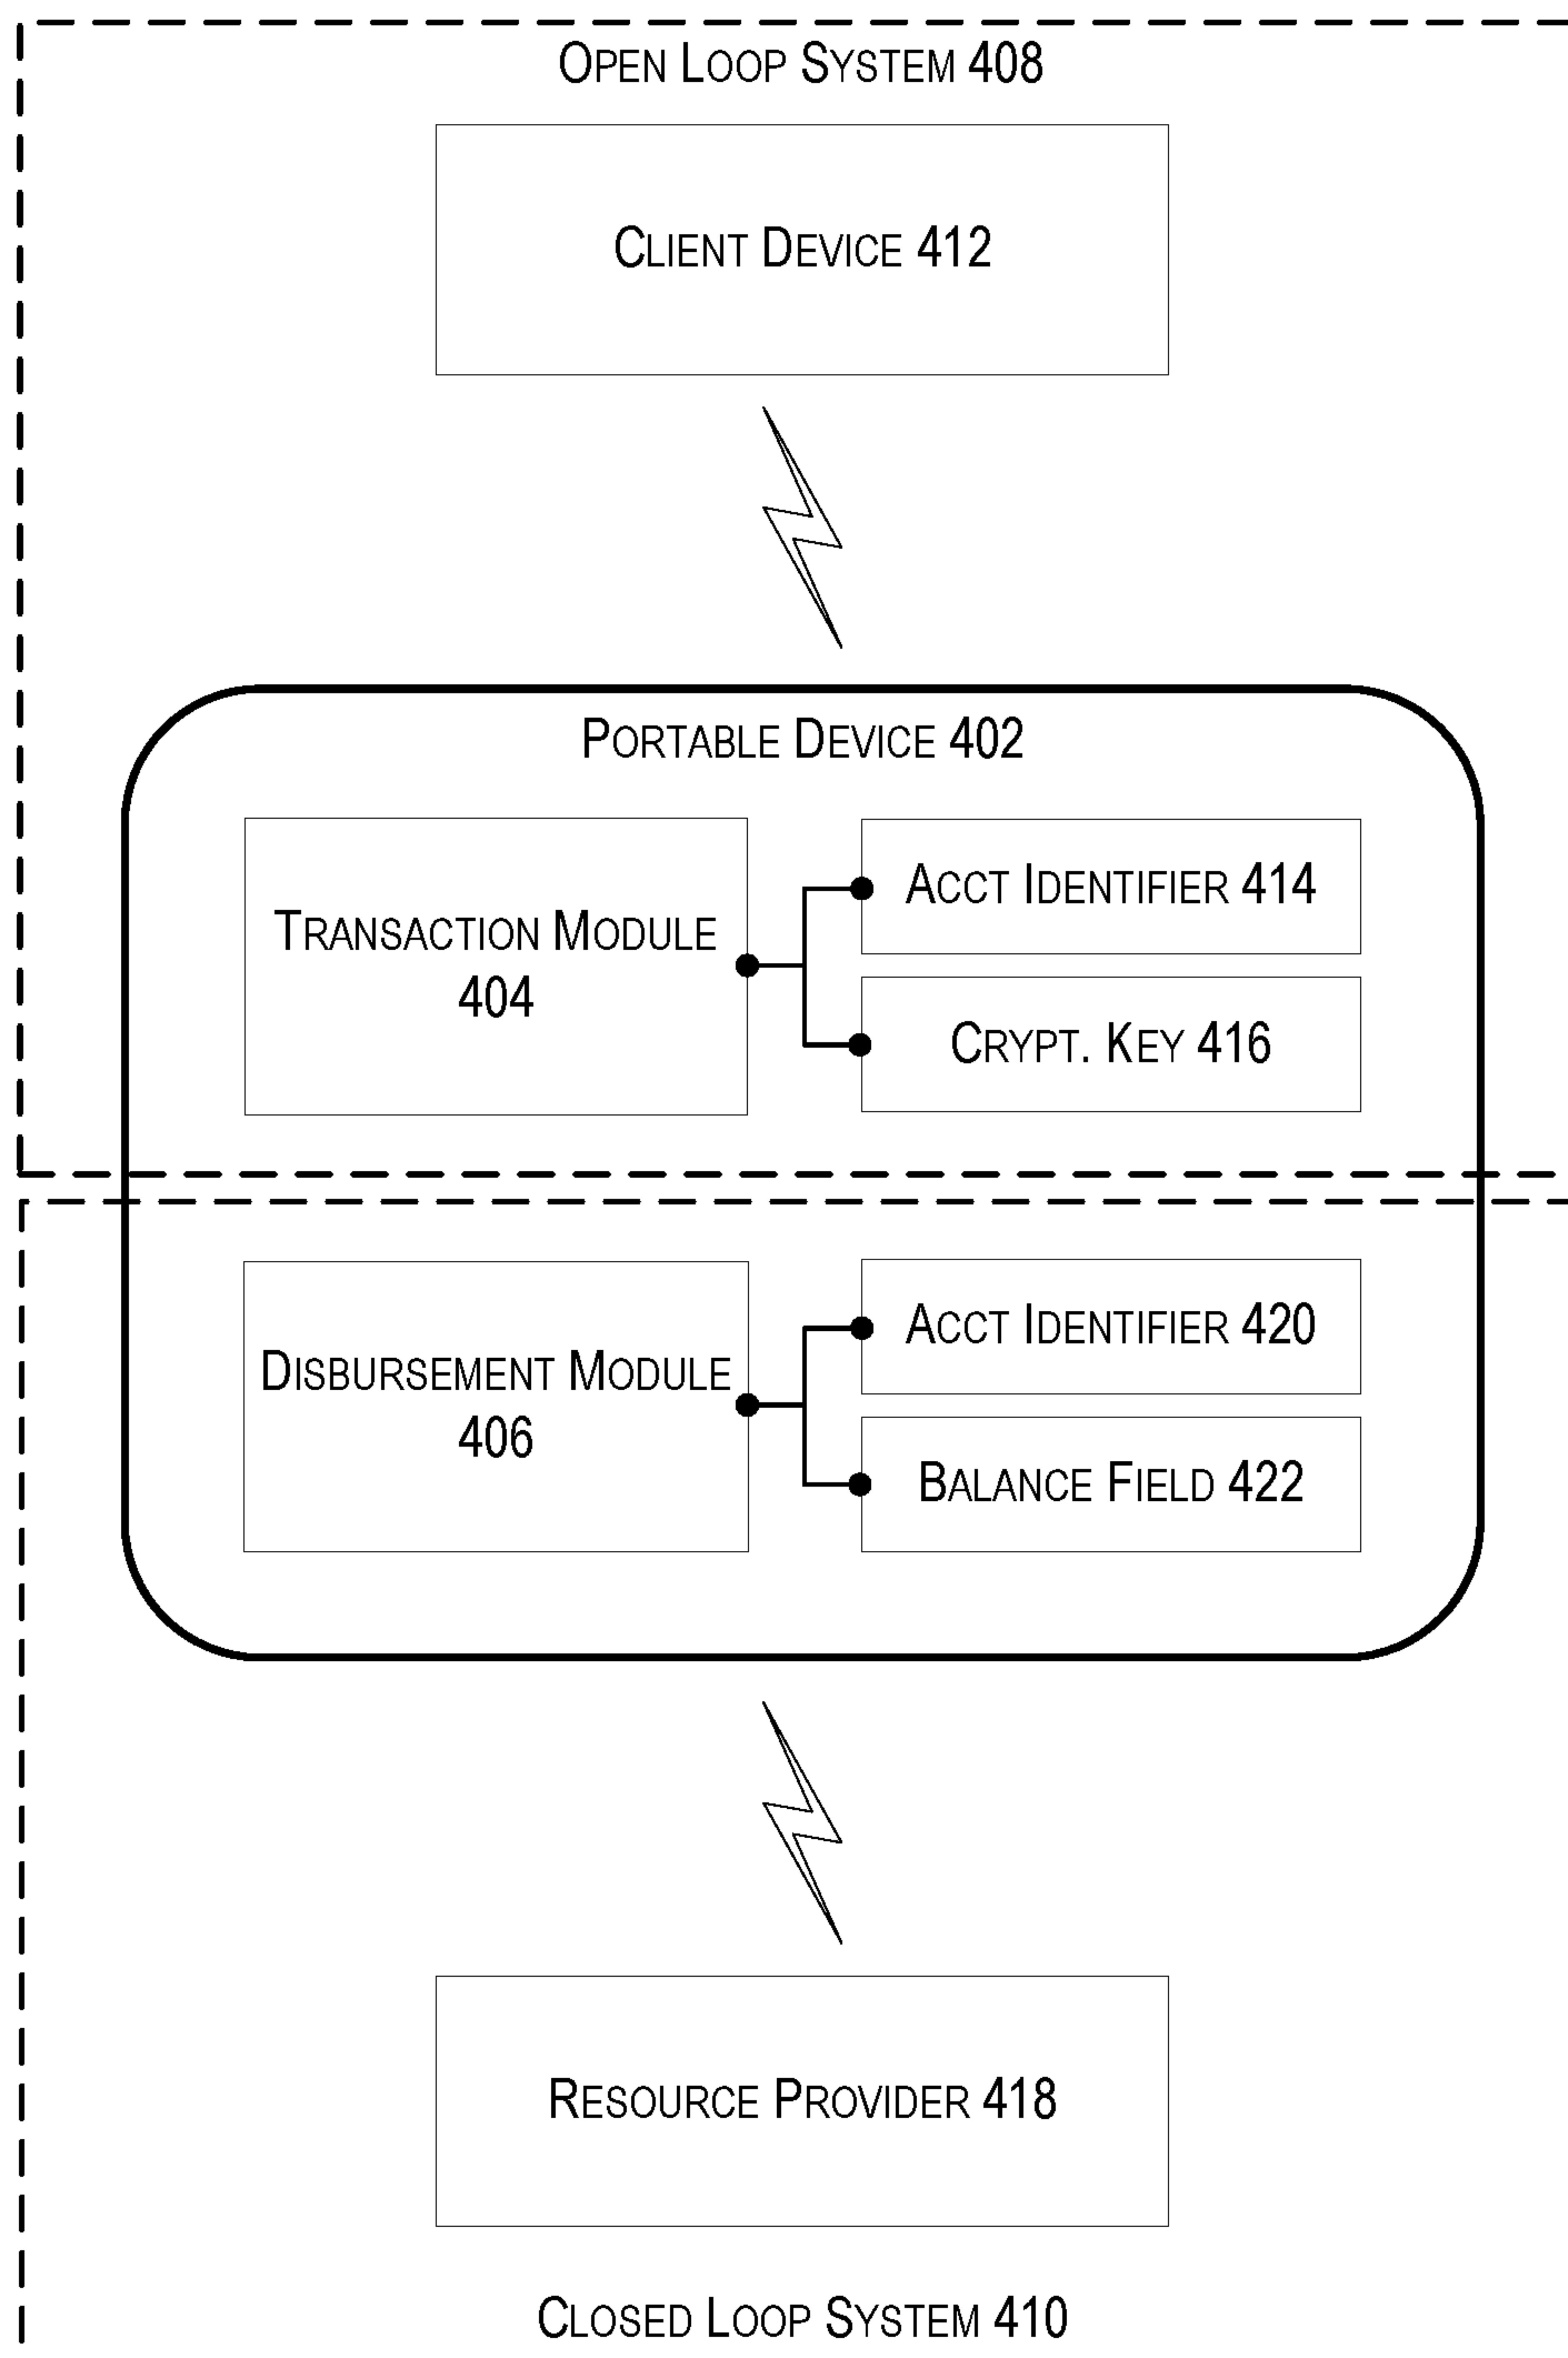 OPEN LOOP SYSTEM 408
CLIENT DEVICE 412
PORTABLE DEVICE 402
TRANSACTION MODULE
404
ACCT IDENTIFIER 414
CRYPT. KEY 416
DISBURSEMENT MODULE
406
ACCT IDENTIFIER 420
BALANCE FIELD 422
RESOURCE PROVIDER 418
CLOSED LOOP SYSTEM 410